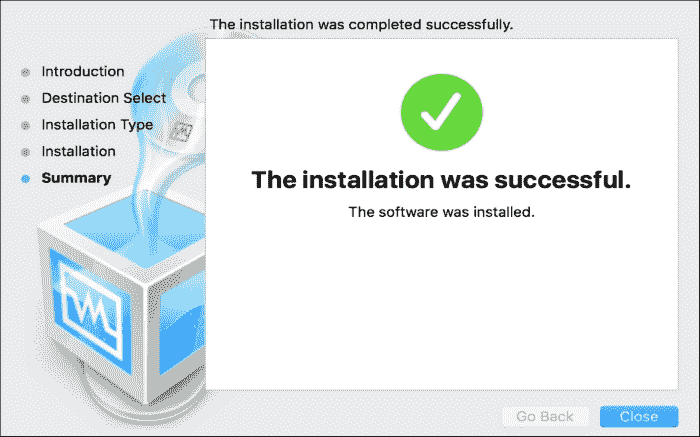 The installation was completed successfully.
Introduction
Destination Select
Installation Type
Installation
Summary
The installation was successful.
The software was installed.
Go Back
Close